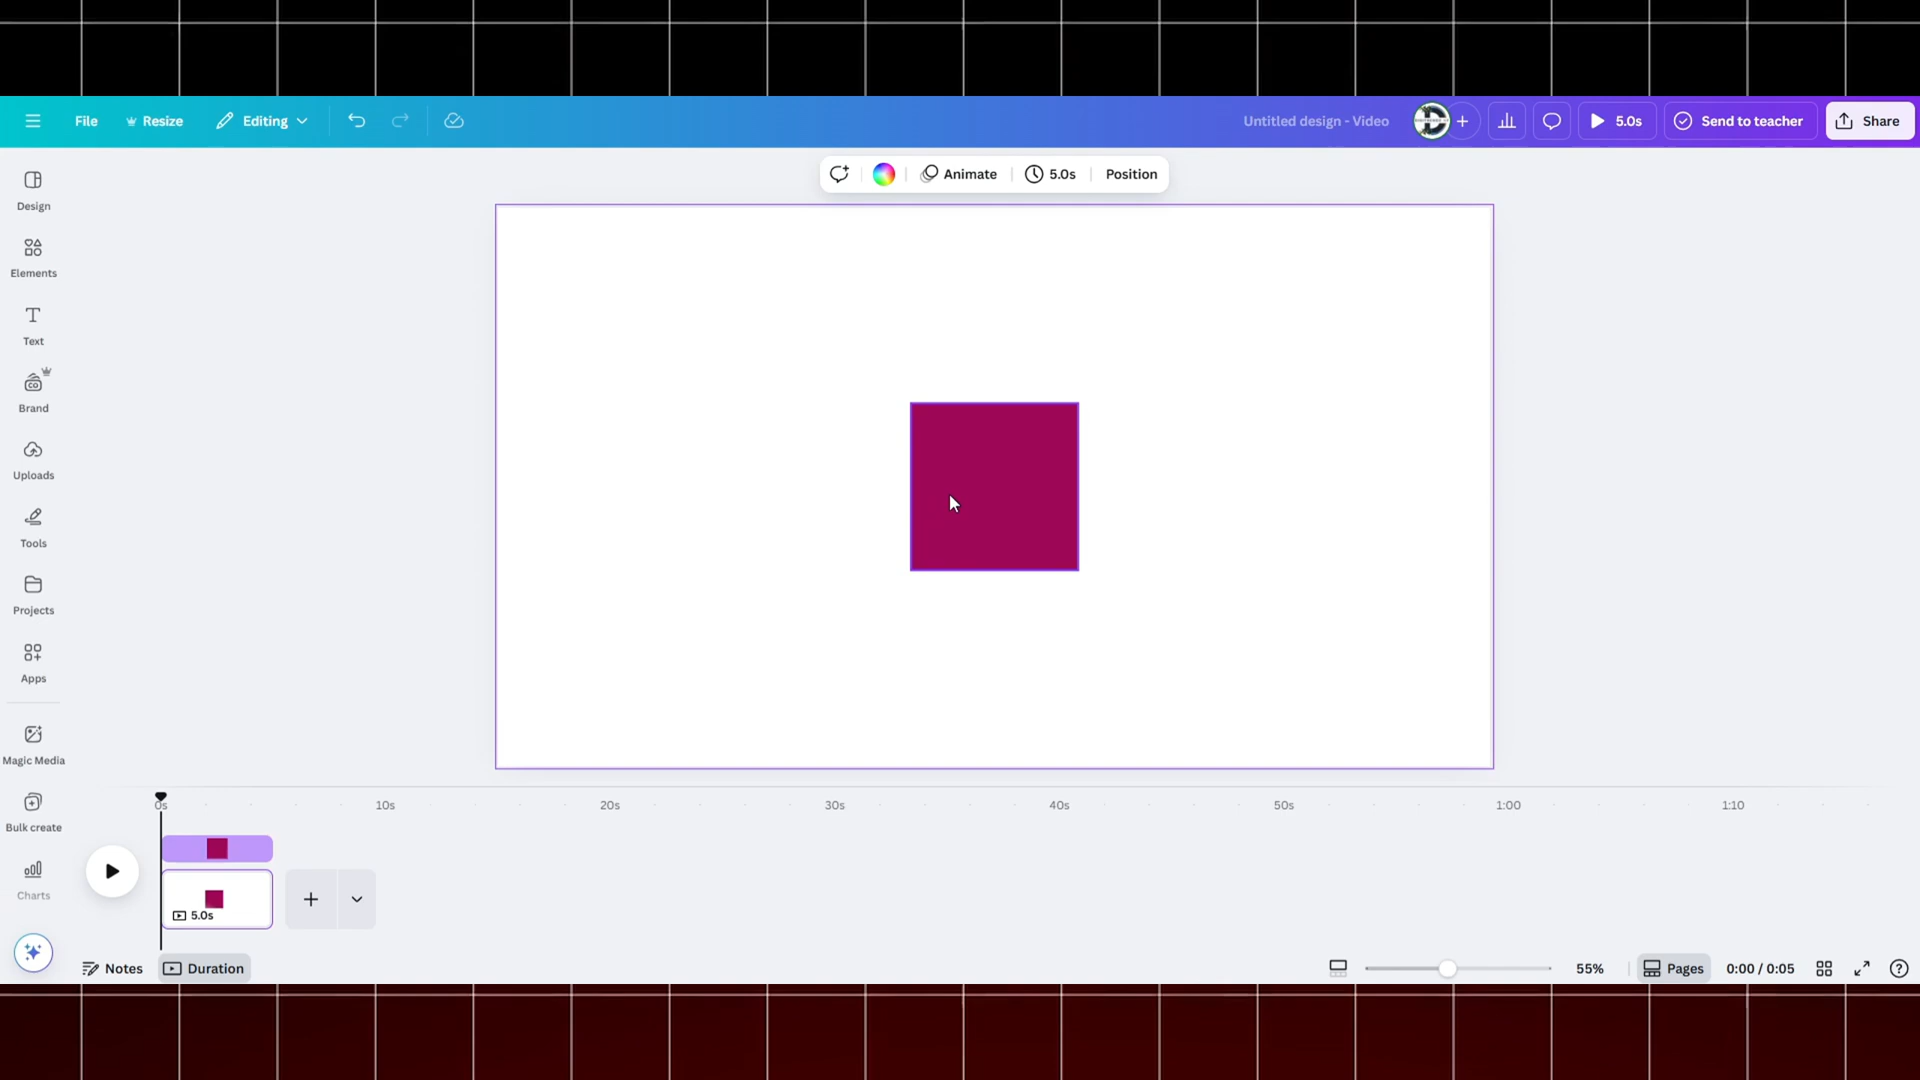 File
Resize
Editing
Untitled design - Video
5.0s
Send to teacher
Share
Animate
5.0s
Position
Design
Elements
Text
Brand
Uploads
Tools
Projects
Apps
Magic Media
Bulk create
Charts
0s 10s 20s 30s 40s 50s 1:00 1:10
5.0s
Notes
Duration
55%
Pages
0:00 / 0:05